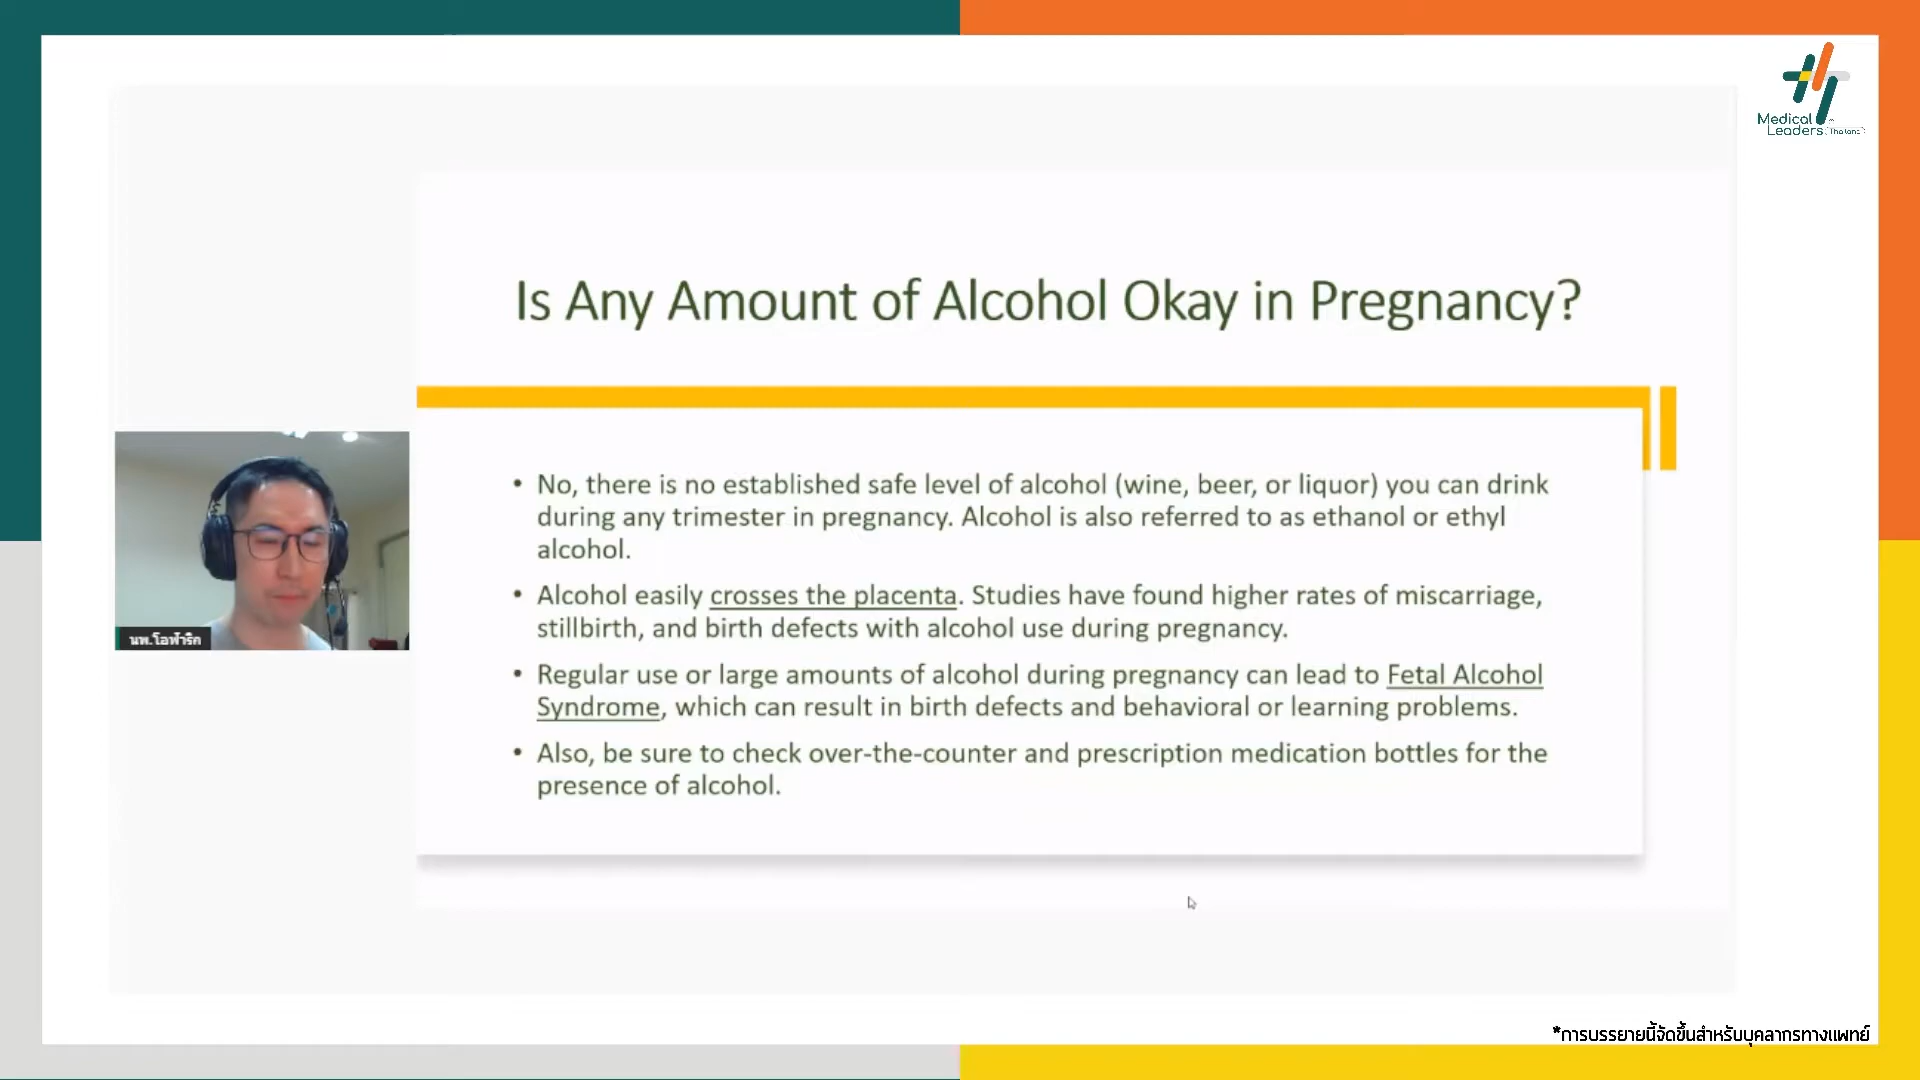 Medical
Leaders (Thailand)
Is Any Amount of Alcohol Okay in Pregnancy?
• No, there is no established safe level of alcohol (wine, beer, or liquor) you can drink
during any trimester in pregnancy. Alcohol is also referred to as ethanol or ethyl
alcohol.
• Alcohol easily crosses the placenta. Studies have found higher rates of miscarriage,
stillbirth, and birth defects with alcohol use during pregnancy.
• Regular use or large amounts of alcohol during pregnancy can lead to Fetal Alcohol
Syndrome, which can result in birth defects and behavioral or learning problems.
• Also, be sure to check over-the-counter and prescription medication bottles for the
presence of alcohol.
นพ.โอฬาริค
*การบรรยายนี้จัดขึ้นสำหรับบุคลากรทางแพทย์